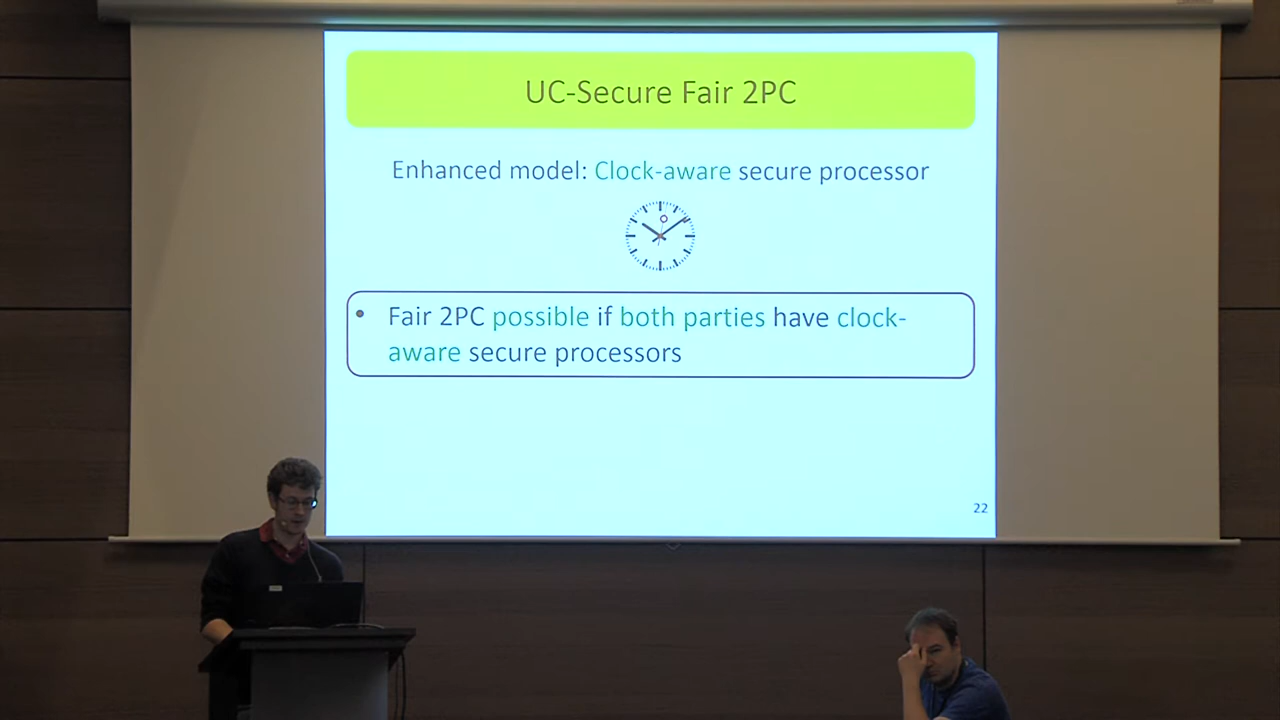 UC-Secure Fair 2PC
Enhanced model: Clock-aware secure processor
• Fair 2PC possible if both parties have clock-
aware secure processors
22